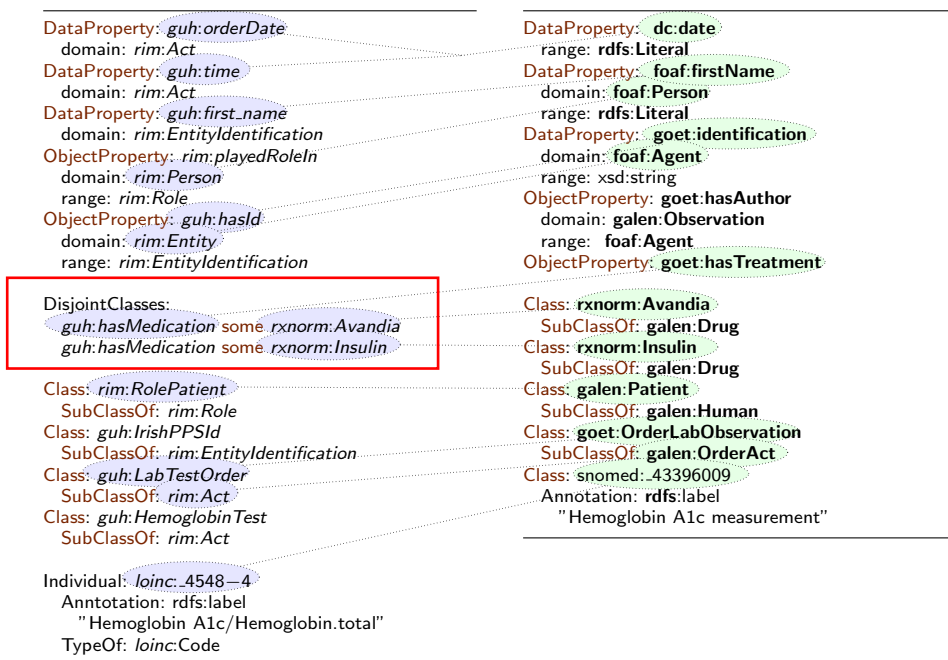 DataProperty: guh:orderDate
domain: rim:Act
DataProperty: guh:time
domain: rim:Act
DataProperty: guh:first_name
domain: rim:EntityIdentification
ObjectProperty: rim:playedRoleIn
domain: rim:Person
range: rim:Role
ObjectProperty: guh:hasId
domain: rim:Entity
range: rim:EntityIdentification
DisjointClasses:
guh:hasMedication some rxnorm:Avandia
guh:hasMedication some rxnorm:Insulin
Class: rim:RolePatient
SubClassOf: rim:Role
Class: guh:IrishPPSId
SubClassOf: rim:EntityIdentification
Class: guh:LabTestOrder
SubClassOf: rim:Act
Class: guh:HemoglobinTest
SubClassOf: rim:Act
Individual: loinc:_4548−4
Anntotation: rdfs:label
"Hemoglobin A1c/Hemoglobin.total"
TypeOf: loinc:Code
DataProperty: dc:date
range: rdfs:Literal
DataProperty: foaf:firstName
domain: foaf:Person
range: rdfs:Literal
DataProperty: goet:identification
domain: foaf:Agent
range: xsd:string
ObjectProperty: goet:hasAuthor
domain: galen:Observation
range: foaf:Agent
ObjectProperty: goet:hasTreatment
Class: rxnorm:Avandia
SubClassOf: galen:Drug
Class: rxnorm:Insulin
SubClassOf: galen:Drug
Class: galen:Patient
SubClassOf: galen:Human
Class: goet:OrderLabObservation
SubClassOf: galen:OrderAct
Class: snomed:_43396009
Annotation: rdfs:label
"Hemoglobin A1c measurement"